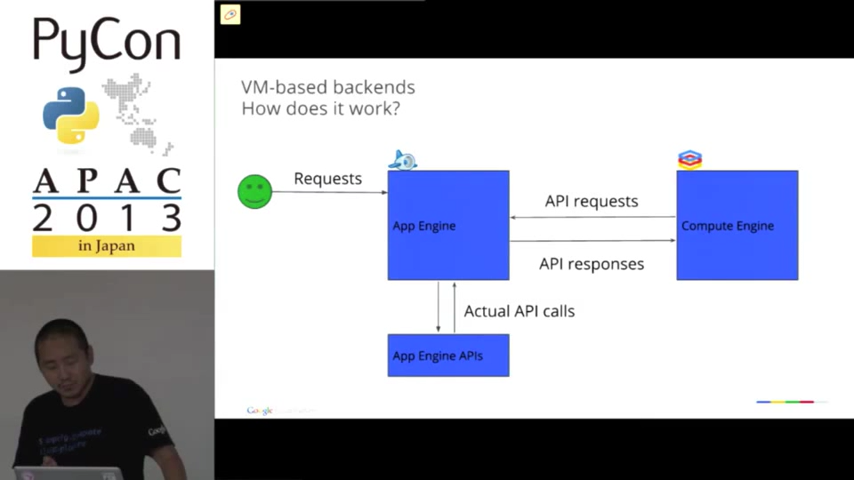 PyCon
APAC
2013
in Japan
VM-based backends
How does it work?
Requests
App Engine
API requests
API responses
Compute Engine
Actual API calls
App Engine APIs
Google